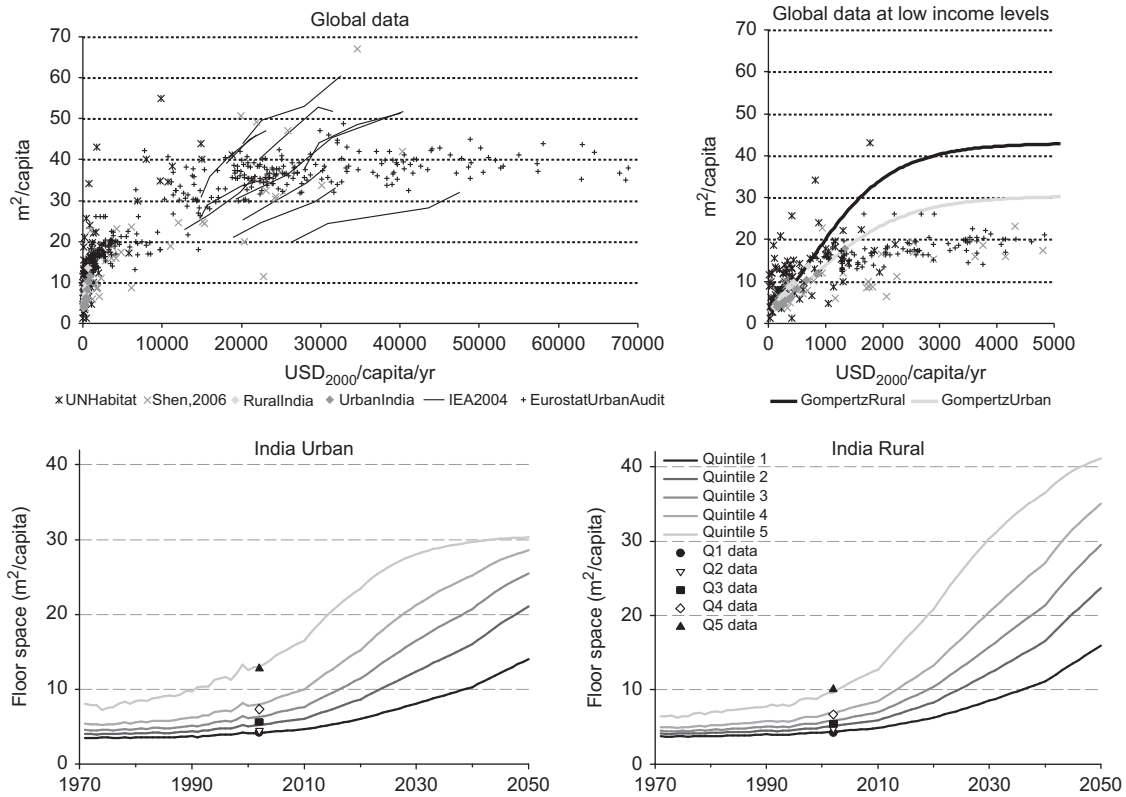 Global data
70
60
50
40
30
20
10
0
m²/capita
0 10000 20000 30000 40000 50000 60000 70000
USD₂₀₀₀/capita/yr
UNHabitat Shen,2006 RuralIndia UrbanIndia IEA2004 EurostatUrbanAudit
Global data at low income levels
70
60
50
40
30
20
10
0
m²/capita
0 1000 2000 3000 4000 5000
USD₂₀₀₀/capita/yr
GompertzRural GompertzUrban
India Urban
40
30
20
10
0
Floor space (m²/capita)
1970 1990 2010 2030 2050
India Rural
40
30
20
10
0
Floor space (m²/capita)
Quintile 1
Quintile 2
Quintile 3
Quintile 4
Quintile 5
Q1 data
Q2 data
Q3 data
Q4 data
Q5 data
1970 1990 2010 2030 2050